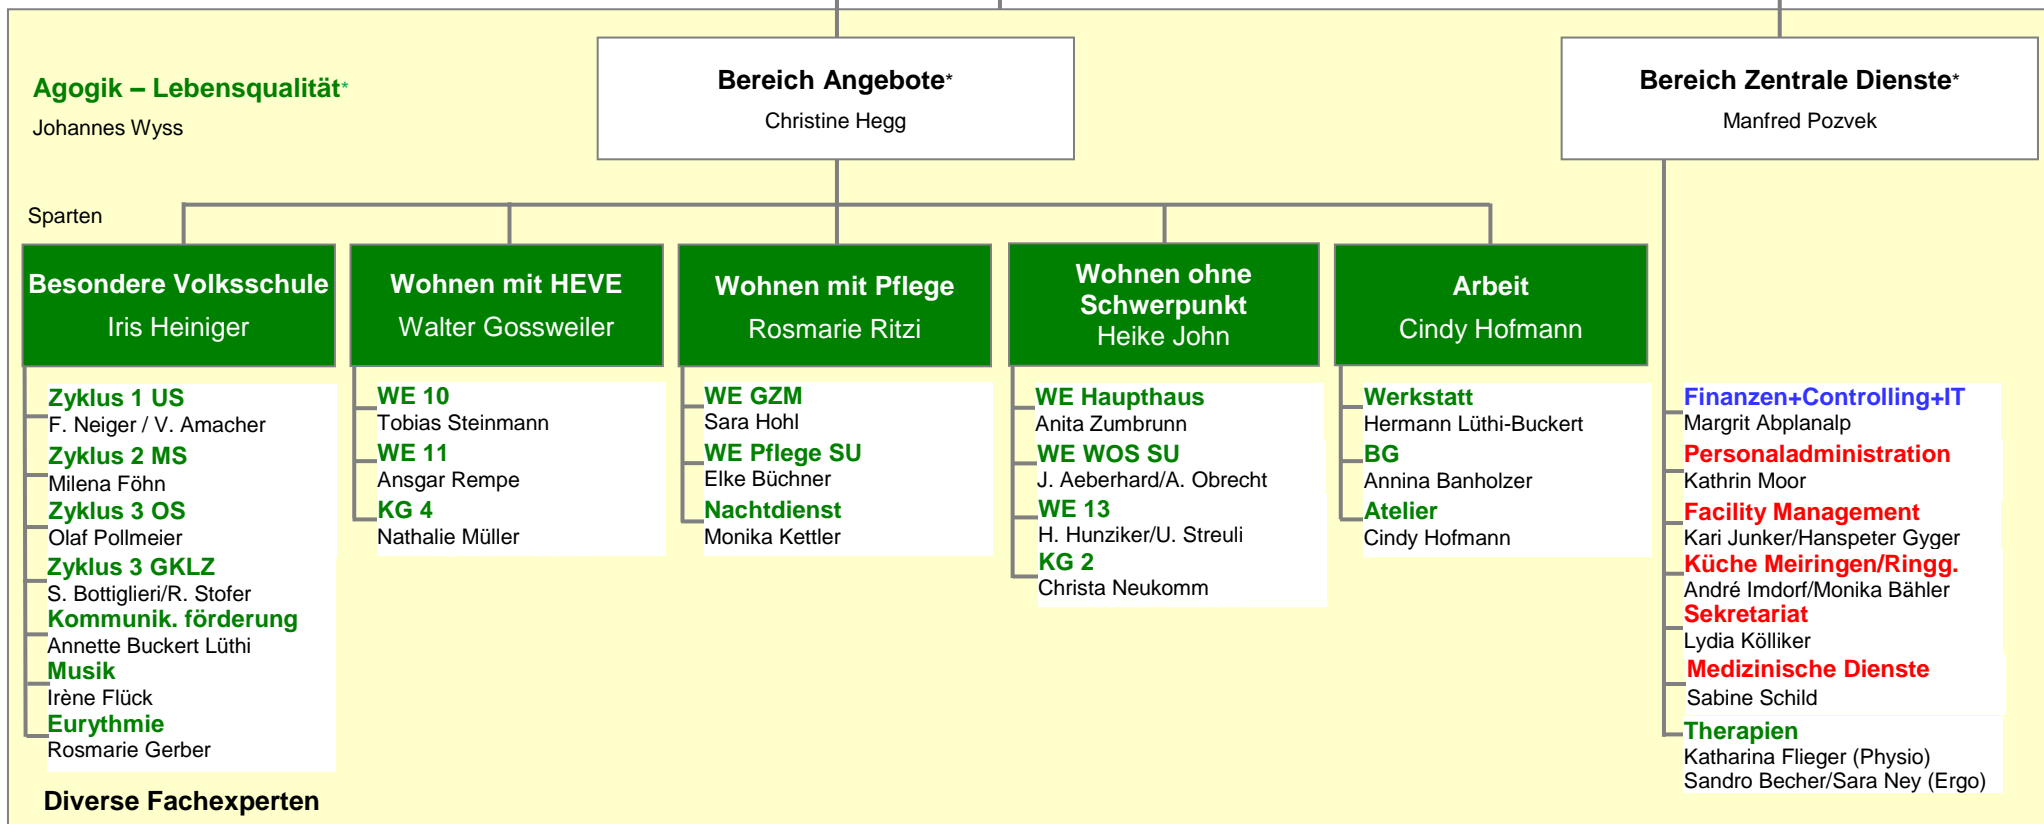 Agogik – Lebensqualität*
Johannes Wyss
Bereich Angebote*
Christine Hegg
Bereich Zentrale Dienste*
Manfred Pozvek
Sparten
Besondere Volksschule
Iris Heiniger
Wohnen mit HEVE
Walter Gossweiler
Wohnen mit Pflege
Rosmarie Ritzi
Wohnen ohne
Schwerpunkt
Heike John
Arbeit
Cindy Hofmann
Zyklus 1 US
F. Neiger / V. Amacher
Zyklus 2 MS
Milena Föhn
Zyklus 3 OS
Olaf Pollmeier
Zyklus 3 GKLZ
S. Bottiglieri/R. Stofer
Kommunik. förderung
Annette Buckert Lüthi
Musik
Irène Flück
Eurythmie
Rosmarie Gerber
WE 10
Tobias Steinmann
WE 11
Ansgar Rempe
KG 4
Nathalie Müller
WE GZM
Sara Hohl
WE Pflege SU
Elke Büchner
Nachtdienst
Monika Kettler
WE Haupthaus
Anita Zumbrunn
WE WOS SU
J. Aeberhard/A. Obrecht
WE 13
H. Hunziker/U. Streuli
KG 2
Christa Neukomm
Werkstatt
Hermann Lüthi-Buckert
BG
Annina Banholzer
Atelier
Cindy Hofmann
Finanzen+Controlling+IT
Margrit Abplanalp
Personaladministration
Kathrin Moor
Facility Management
Kari Junker/Hanspeter Gyger
Küche Meiringen/Ringg.
André Imdorf/Monika Bähler
Sekretariat
Lydia Kölliker
Medizinische Dienste
Sabine Schild
Therapien
Katharina Flieger (Physio)
Sandro Becher/Sara Ney (Ergo)
Diverse Fachexperten